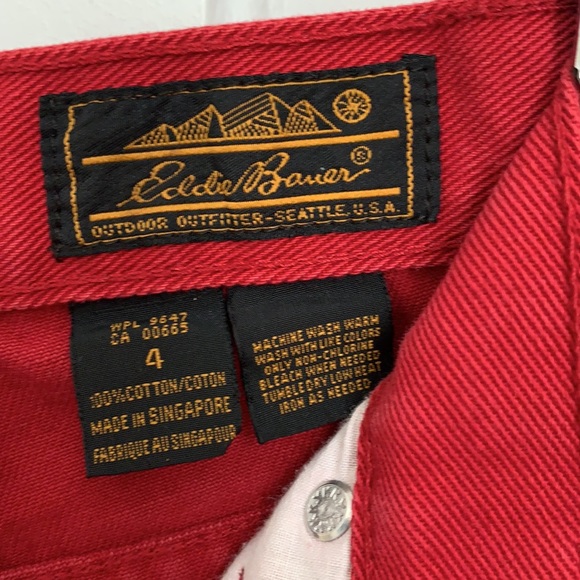 Eddie Bauer®
OUTDOOR OUTFITTER-SEATTLE, U.S.A.
WPL 9647
CA 00665
4
100% COTTON/COTON
MADE IN SINGAPORE
FABRIQUE AU SINGAPOUR
MACHINE WASH WARM
WASH WITH LIKE COLORS
ONLY NON-CHLORINE
BLEACH WHEN NEEDED
TUMBLE DRY LOW HEAT
IRON AS NEEDED